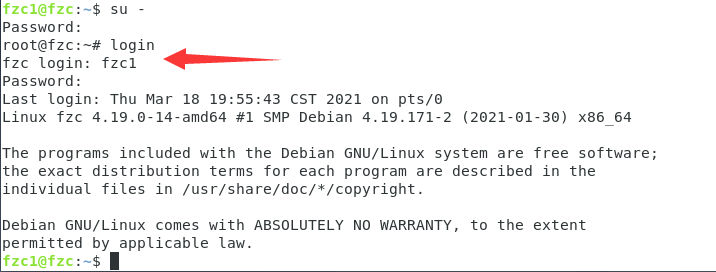 fzc1@fzc:~$ su -
Password:
root@fzc:~# login
fzc login: fzc1
Password:
Last login: Thu Mar 18 19:55:43 CST 2021 on pts/0
Linux fzc 4.19.0-14-amd64 #1 SMP Debian 4.19.171-2 (2021-01-30) x86_64
The programs included with the Debian GNU/Linux system are free software;
the exact distribution terms for each program are described in the
individual files in /usr/share/doc/*/copyright.
Debian GNU/Linux comes with ABSOLUTELY NO WARRANTY, to the extent
permitted by applicable law.
fzc1@fzc:~$